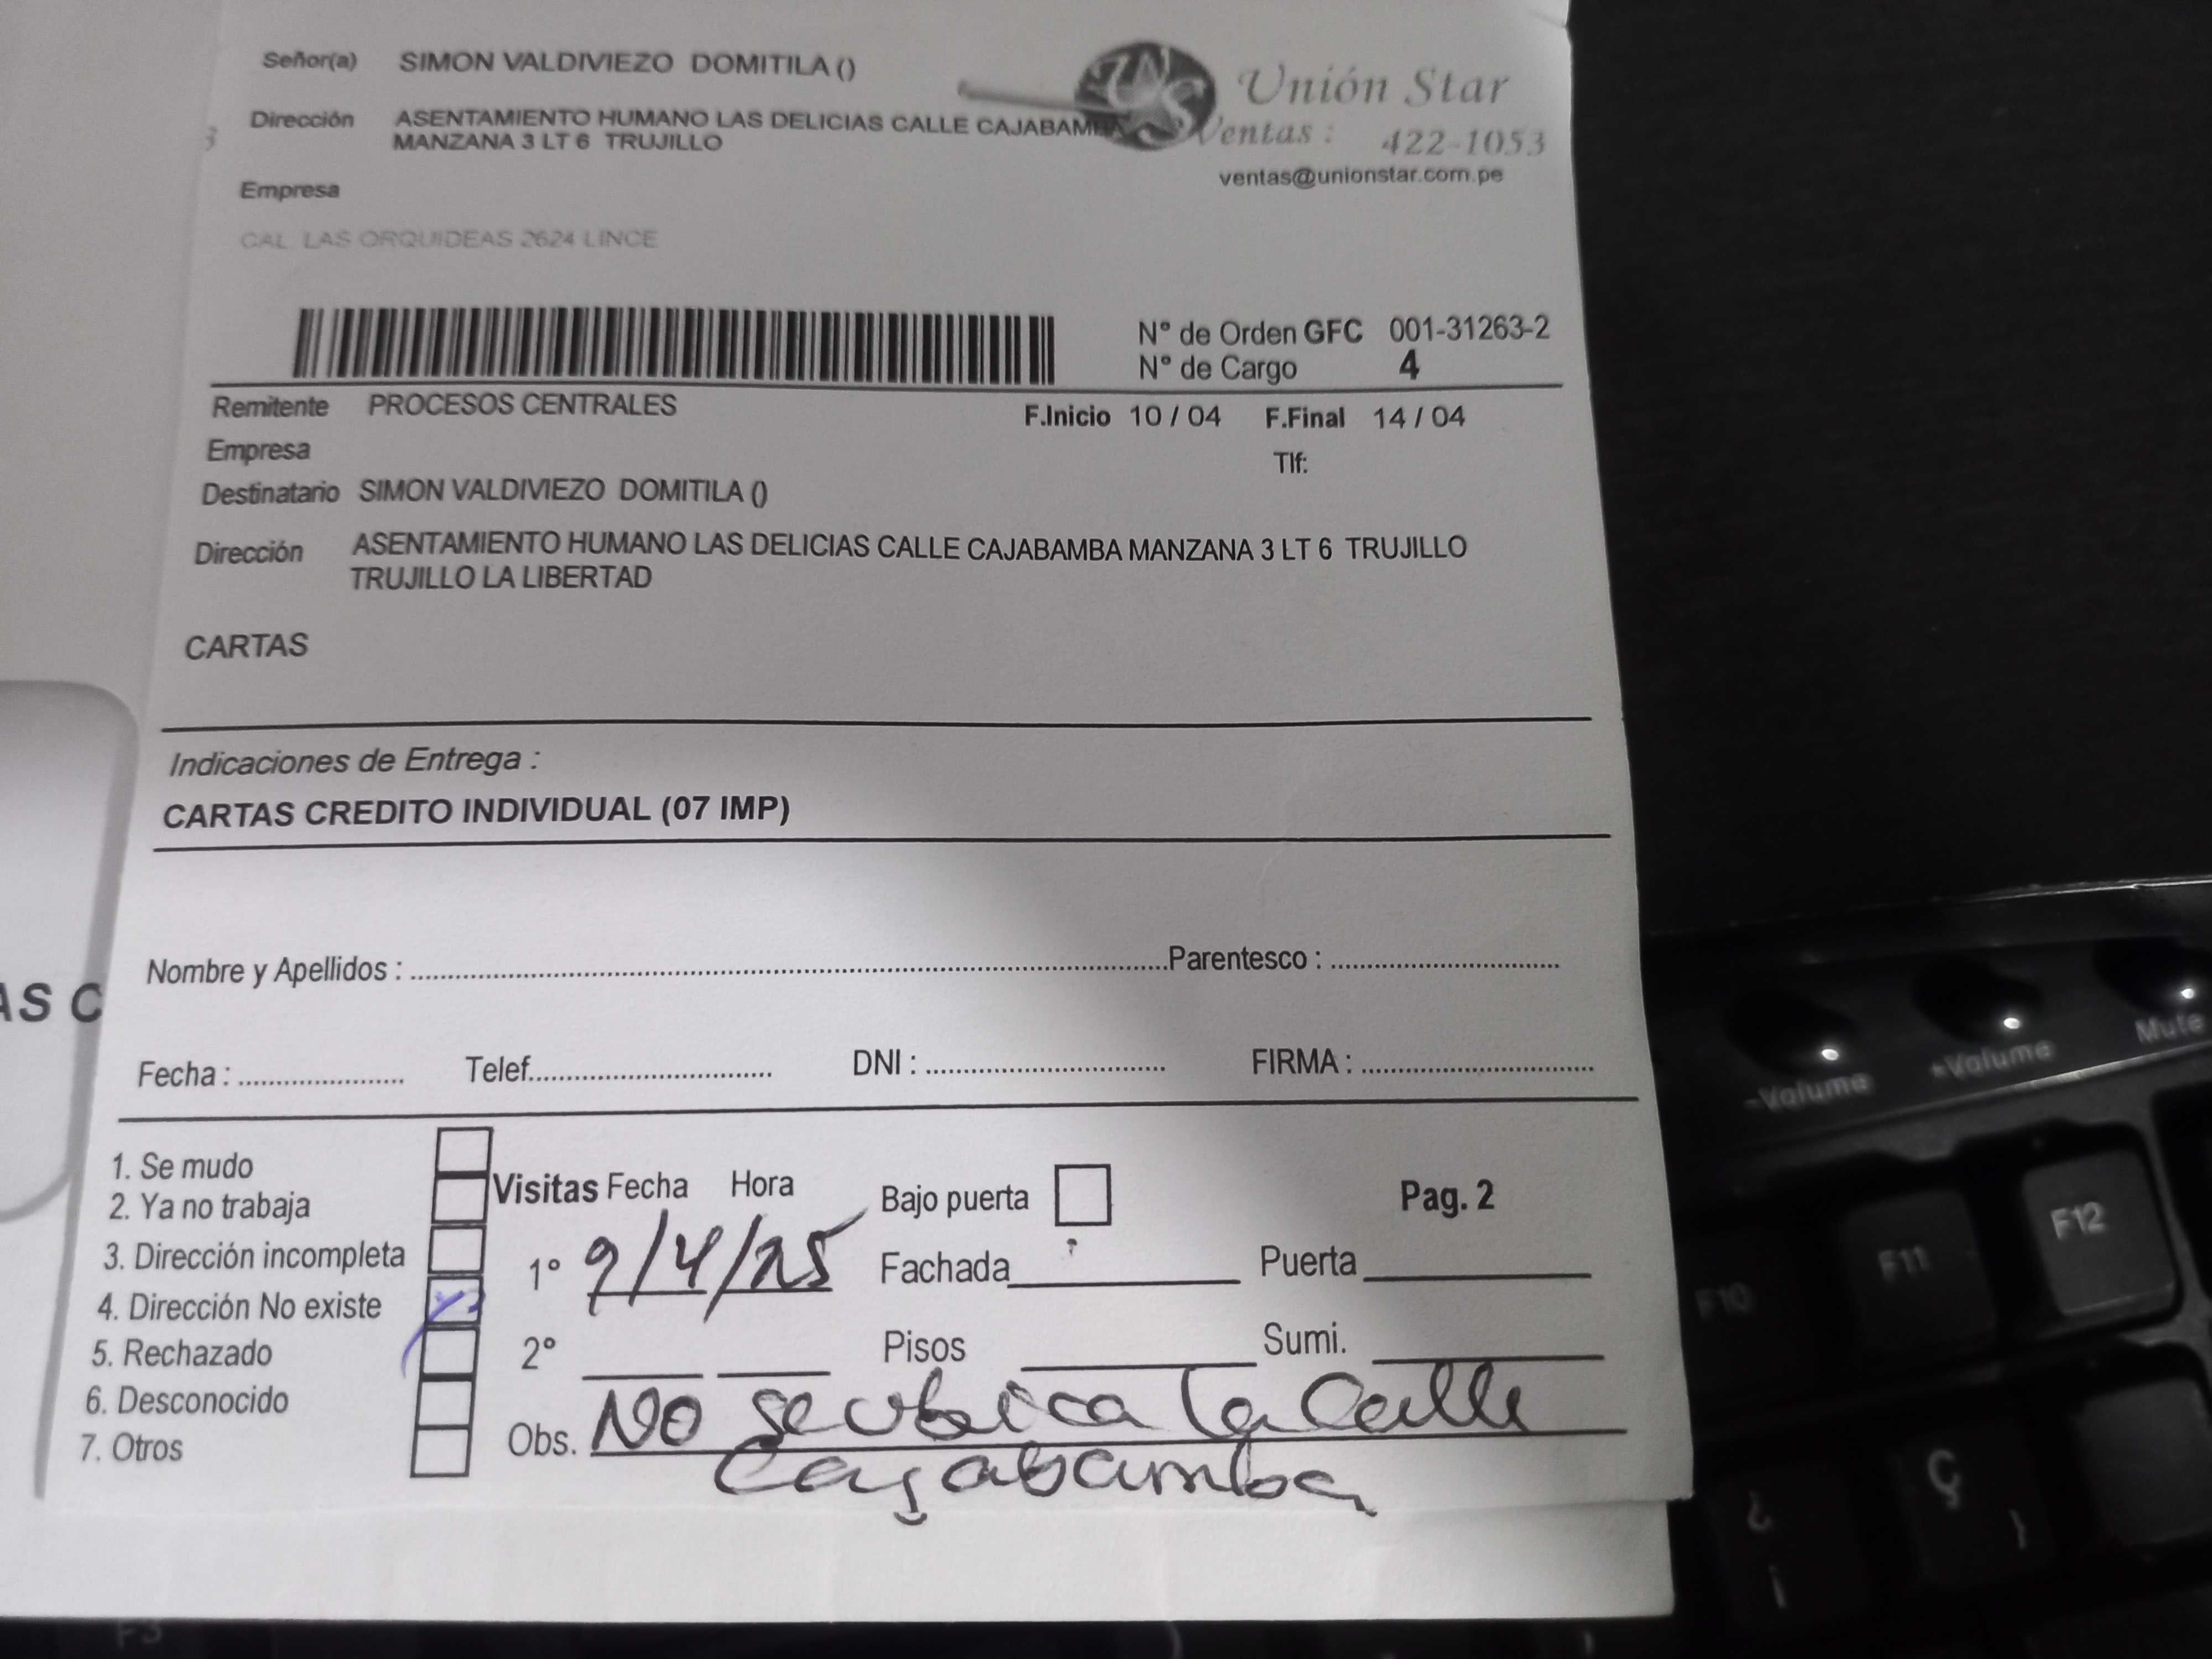 Señor(a) SIMON VALDIVIEZO DOMITILA ()
Unión Star
Dirección ASENTAMIENTO HUMANO LAS DELICIAS CALLE CAJABAMBA
MANZANA 3 LT 6 TRUJILLO
Ventas : 422-1053
ventas@unionstar.com.pe
Empresa
CAL. LAS ORQUIDEAS 2624 LINCE
N° de Orden GFC 001-31263-2
N° de Cargo 4
Remitente PROCESOS CENTRALES
F.Inicio 10 / 04 F.Final 14 / 04
Empresa
Tlf:
Destinatario SIMON VALDIVIEZO DOMITILA ()
Dirección ASENTAMIENTO HUMANO LAS DELICIAS CALLE CAJABAMBA MANZANA 3 LT 6 TRUJILLO
TRUJILLO LA LIBERTAD
CARTAS
Indicaciones de Entrega :
CARTAS CREDITO INDIVIDUAL (07 IMP)
Nombre y Apellidos : Parentesco :
AS C
Fecha : Telef. DNI : FIRMA :
1. Se mudo
2. Ya no trabaja
3. Dirección incompleta
4. Dirección No existe
5. Rechazado
6. Desconocido
7. Otros
Visitas Fecha Hora
1° 9/4/25
2°
Bajo puerta
Pag. 2
Fachada Puerta
Pisos Sumi.
Obs. No se ubica la Calle
Cajabamba
-Volume
+Volume
Mute
F10
F11
F12
F3
¿
¡
Ç
}